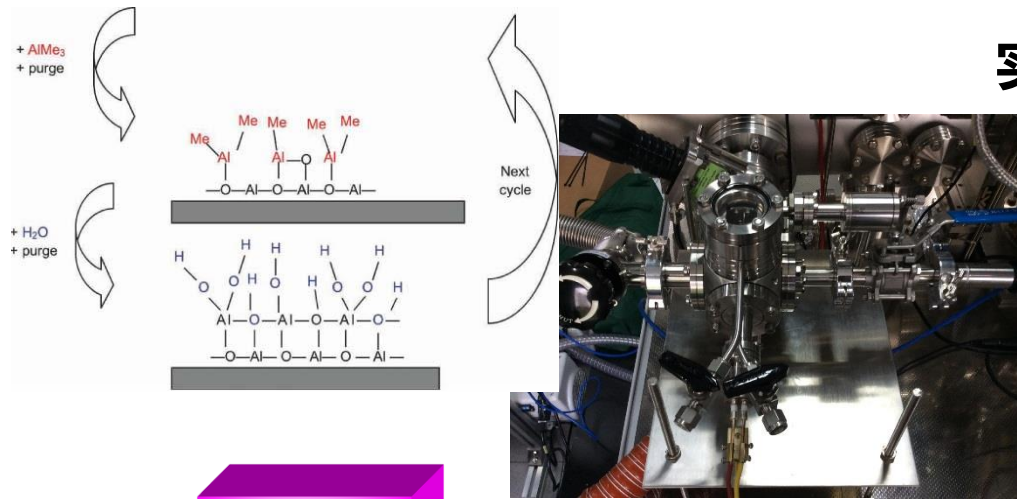 + AlMe₃
+ purge
Me Me Me Me
Me
Al Al—O Al
—O—Al—O—Al—O—Al—
Next
cycle
+ H₂O
+ purge
H H H H H
O O H O H O O H
Al—O—Al—O—Al—O—
—O—Al—O—Al O—Al—